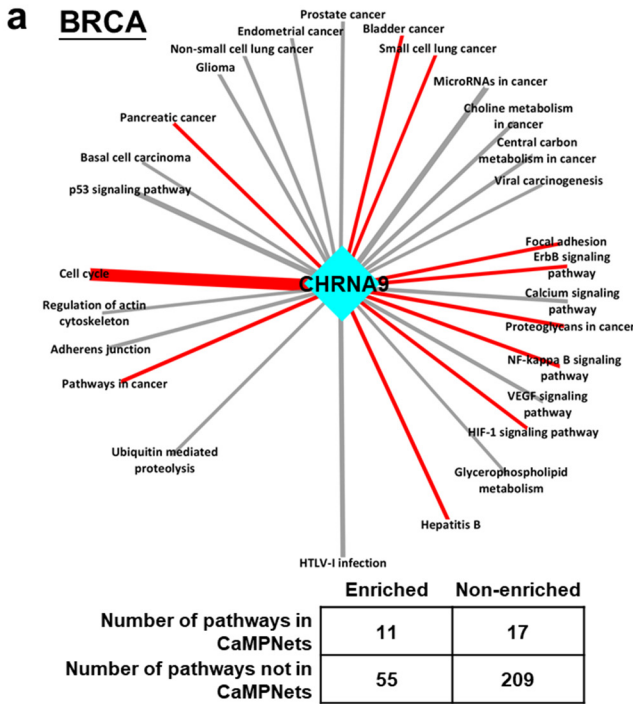 a BRCA
Prostate cancer
Endometrial cancer
Bladder cancer
Non-small cell lung cancer
Small cell lung cancer
Glioma
MicroRNAs in cancer
Pancreatic cancer
Choline metabolism
in cancer
Central carbon
metabolism in cancer
Basal cell carcinoma
Viral carcinogenesis
p53 signaling pathway
Focal adhesion
ErbB signaling
pathway
Cell cycle
CHRNA9
Calcium signaling
pathway
Regulation of actin
cytoskeleton
Proteoglycans in cancer
Adherens junction
NF-kappa B signaling
pathway
Pathways in cancer
VEGF signaling
pathway
HIF-1 signaling pathway
Ubiquitin mediated
proteolysis
Glycerophospholipid
metabolism
Hepatitis B
HTLV-I infection
Enriched Non-enriched
Number of pathways in
CaMPNets
11 17
Number of pathways not in
CaMPNets
55 209